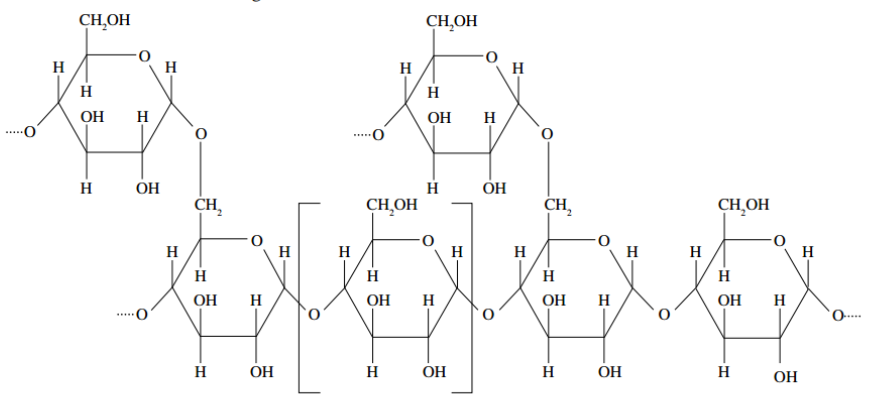 CH₂OH CH₂OH
O O
H H H H
H H
OH H OH H
·····O O ·····O O
H OH H OH
CH₂ CH₂OH CH₂ CH₂OH
O O O O
H H H H H H H H
H H H H
OH H OH H OH H OH H
·····O O O O O·····
H OH H OH H OH H OH